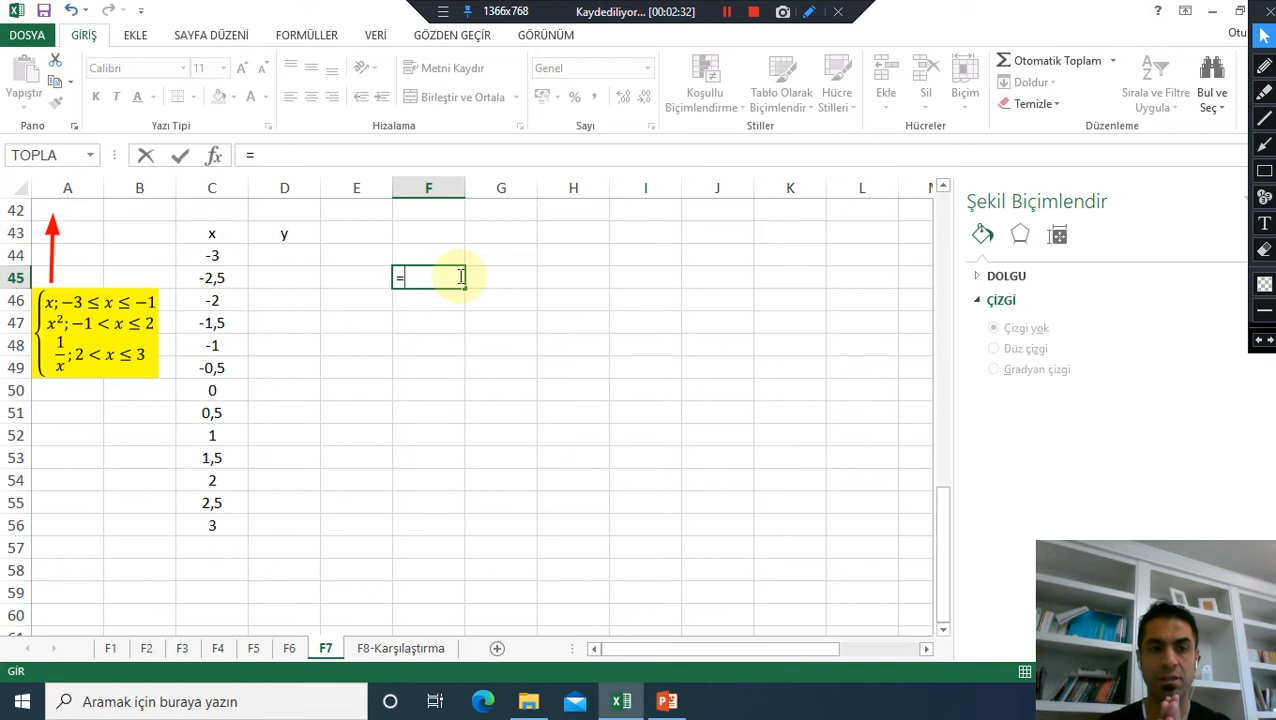 1366x768
Kaydediliyor... [00:02:32]
DOSYA GİRİŞ EKLE SAYFA DÜZENİ FORMÜLLER VERİ GÖZDEN GEÇİR GÖRÜNÜM
Otu
Yapıştır
Calibri 11
K T A
Metni Kaydır
Birleştir ve Ortala
Genel
%
Koşullu
Biçimlendirme
Tablo Olarak
Biçimlendir
Hücre
Stilleri
Ekle Sil Biçim
Otomatik Toplam
Doldur
Temizle
Sırala ve Filtre
Uygula
Bul ve
Seç
Pano Yazı Tipi Hizalama Sayı Stiller Hücreler Düzenleme
TOPLA fx =
A B C D E F G H I J K L M
42
43 x y
44 -3
45 -2,5 =
46 -2
47 -1,5
48 -1
49 -0,5
50 0
51 0,5
52 1
53 1,5
54 2
55 2,5
56 3
57
58
59
60
61
x; −3 ≤ x ≤ −1
x²; −1 < x ≤ 2
1/x; 2 < x ≤ 3
Şekil Biçimlendir
DOLGU
ÇİZGİ
Çizgi yok
Düz çizgi
Gradyan çizgi
F1 F2 F3 F4 F5 F6 F7 F8-Karşılaştırma
GİR
Aramak için buraya yazın